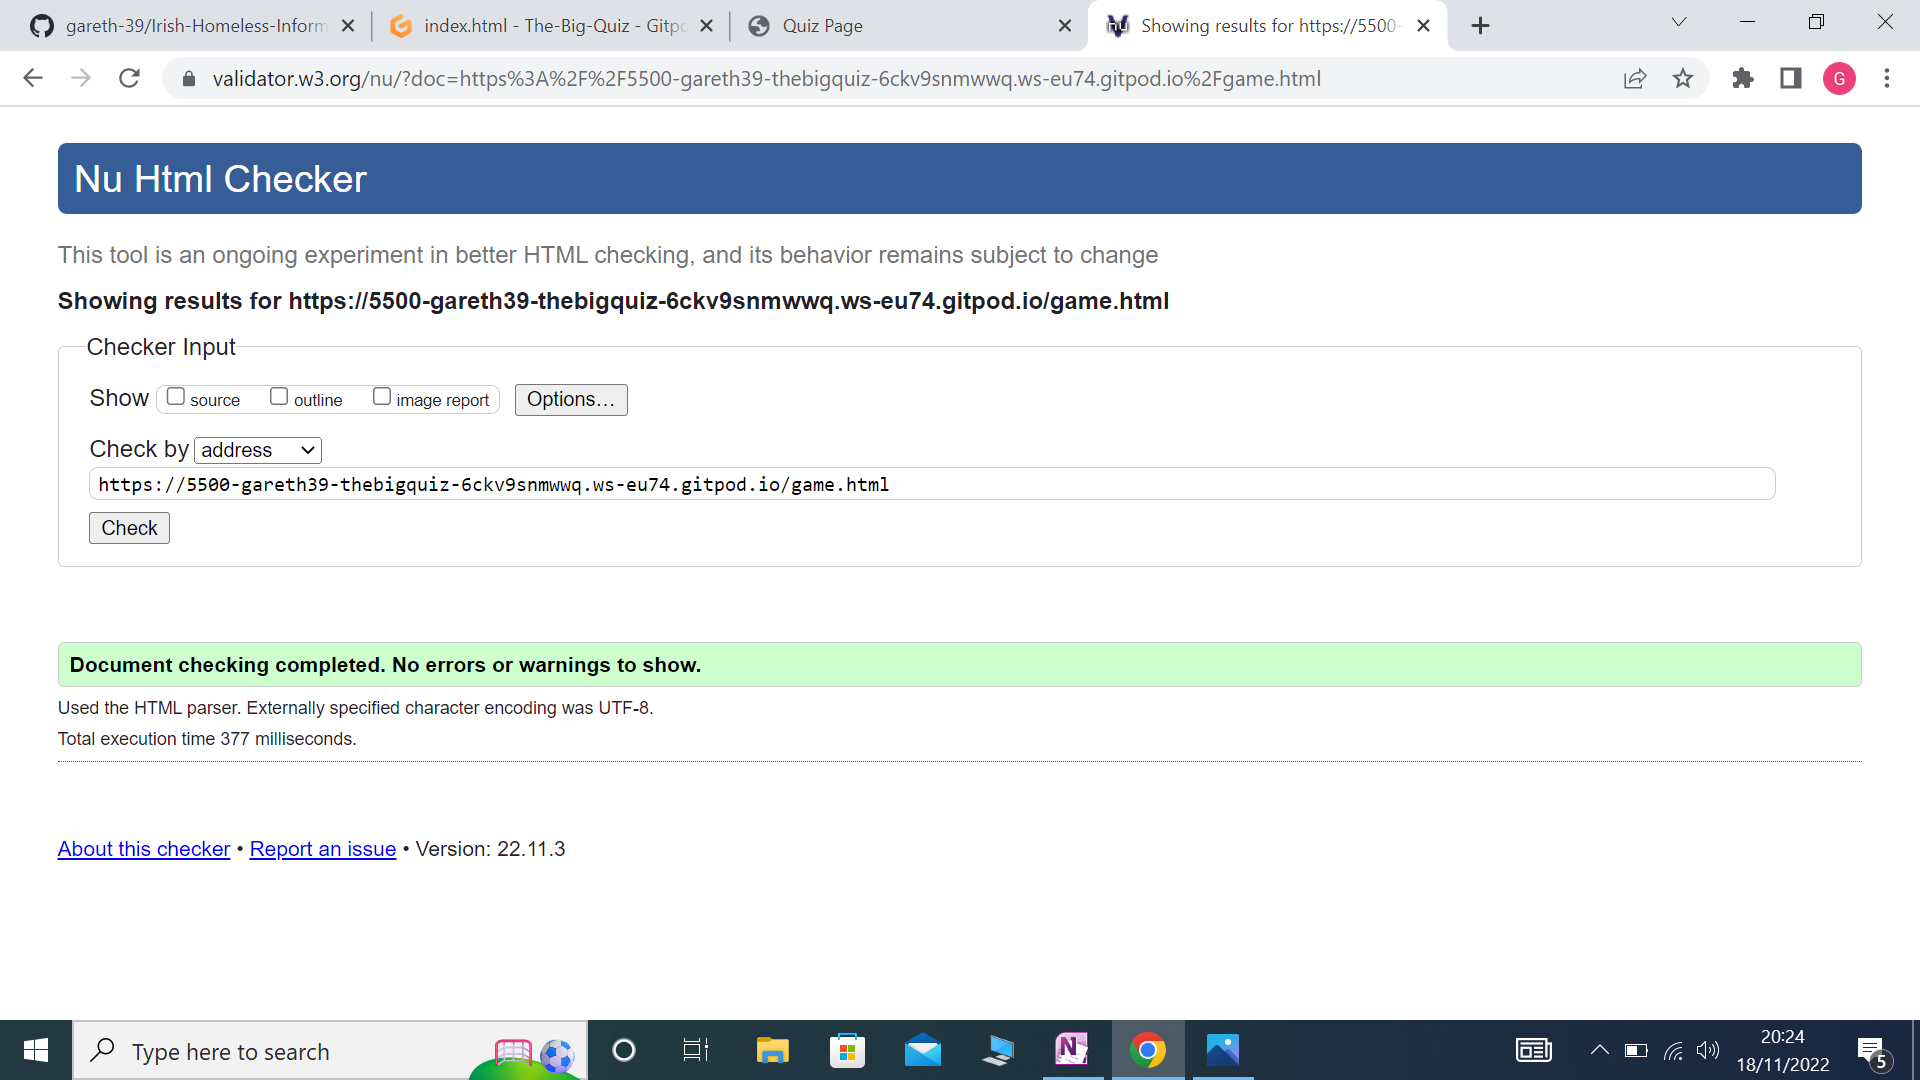 gareth-39/Irish-Homeless-Inform
index.html - The-Big-Quiz - Gitpo
Quiz Page
Showing results for https://5500-
validator.w3.org/nu/?doc=https%3A%2F%2F5500-gareth39-thebigquiz-6ckv9snmwwq.ws-eu74.gitpod.io%2Fgame.html
G
Nu Html Checker
This tool is an ongoing experiment in better HTML checking, and its behavior remains subject to change
Showing results for https://5500-gareth39-thebigquiz-6ckv9snmwwq.ws-eu74.gitpod.io/game.html
Checker Input
Show source outline image report Options...
Check by address
https://5500-gareth39-thebigquiz-6ckv9snmwwq.ws-eu74.gitpod.io/game.html
Check
Document checking completed. No errors or warnings to show.
Used the HTML parser. Externally specified character encoding was UTF-8.
Total execution time 377 milliseconds.
About this checker • Report an issue • Version: 22.11.3
Type here to search
N
20:24
18/11/2022
5